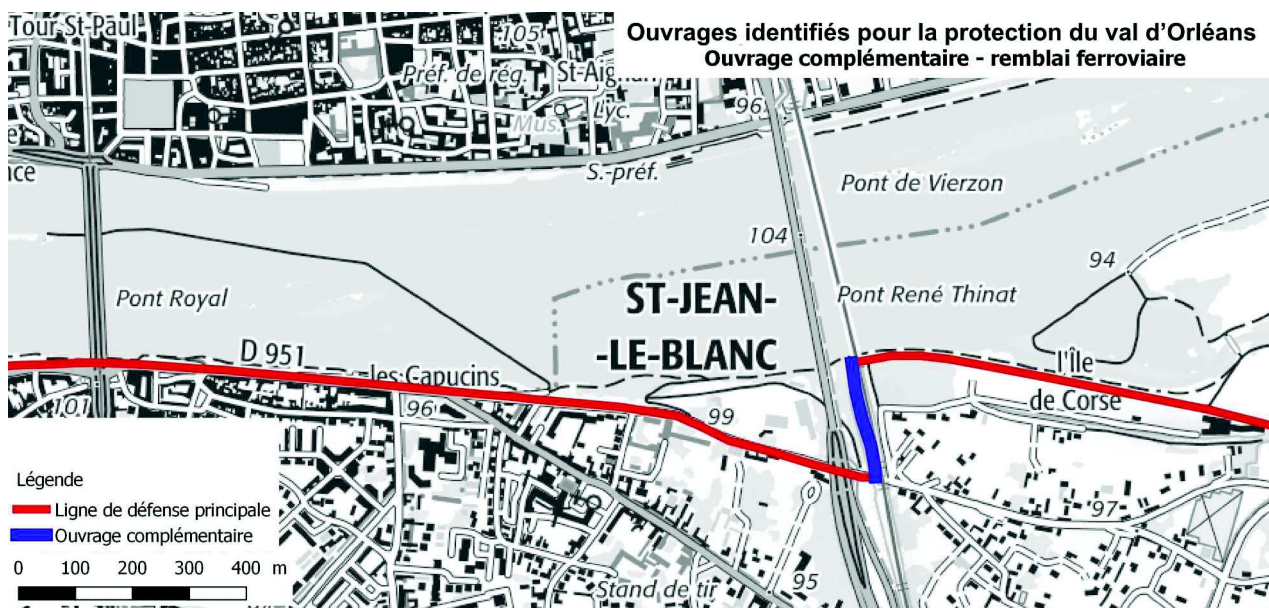 Ouvrages identifiés pour la protection du val d'Orléans
Ouvrage complémentaire - remblai ferroviaire
Tour St-Paul
105
Préf. de rég.
St-Aignan
Lyc.
Mus.
96
S.-préf.
nce
Pont de Vierzon
104
94
Pont Royal
ST-JEAN-
-LE-BLANC
Pont René Thinat
D 951
les Capucins
l'Île
de Corse
101
96
99
97
95
Stand de tir
Légende
Ligne de défense principale
Ouvrage complémentaire
0 100 200 300 400 m